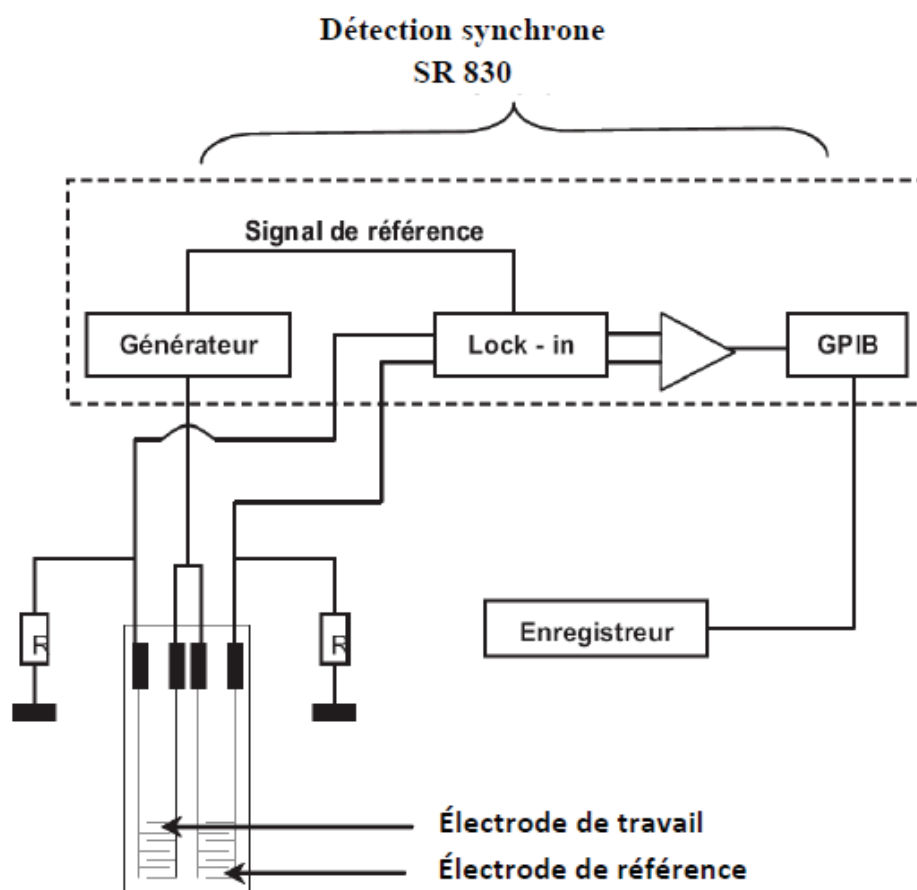 Détection synchrone
SR 830
Signal de référence
Générateur
Lock - in
GPIB
R
R
Enregistreur
Électrode de travail
Électrode de référence